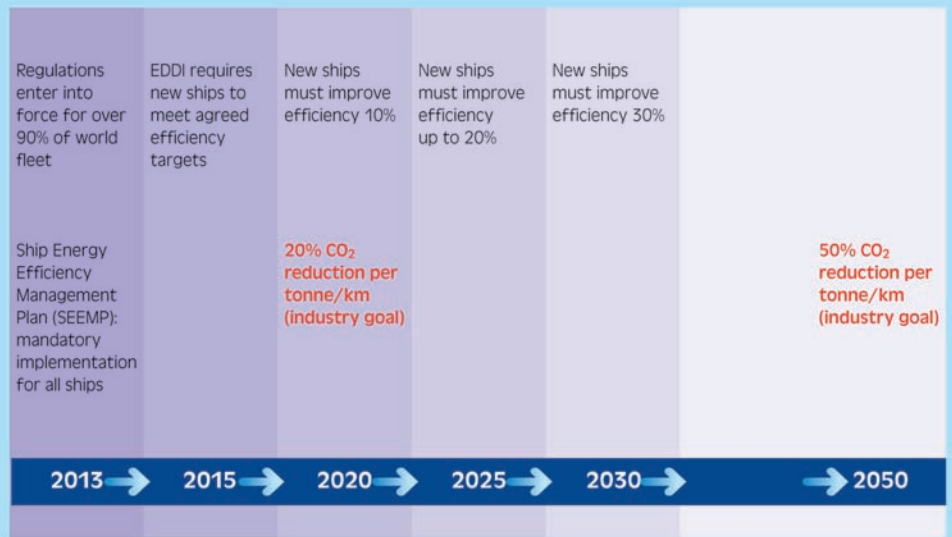 Regulations
enter into
force for over
90% of world
fleet
EDDI requires
new ships to
meet agreed
efficiency
targets
New ships
must improve
efficiency 10%
New ships
must improve
efficiency
up to 20%
New ships
must improve
efficiency 30%
Ship Energy
Efficiency
Management
Plan (SEEMP):
mandatory
implementation
for all ships
20% CO₂
reduction per
tonne/km
(industry goal)
50% CO₂
reduction per
tonne/km
(industry goal)
2013 2015 2020 2025 2030 2050